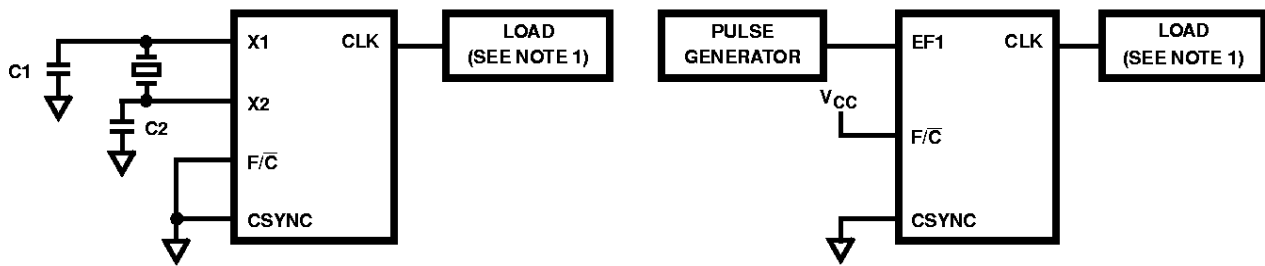 C1
C2
X1
X2
F/C̅
CSYNC
CLK
LOAD
(SEE NOTE 1)
PULSE
GENERATOR
VCC
EF1
F/C̅
CSYNC
CLK
LOAD
(SEE NOTE 1)